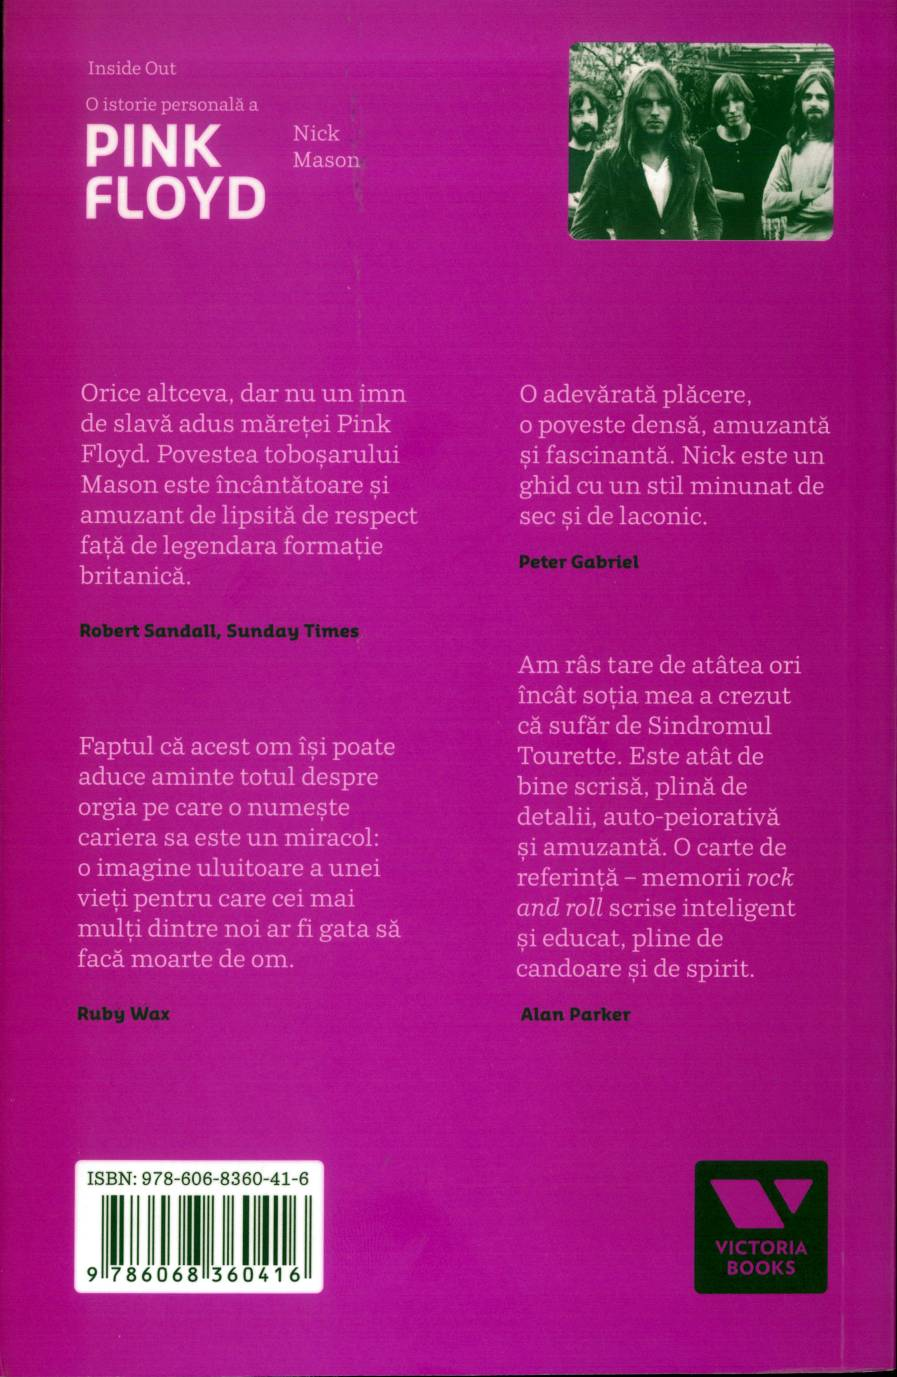 Inside Out
O istorie personală a
PINK
FLOYD
Nick
Mason
Orice altceva, dar nu un imn
de slavă adus măreței Pink
Floyd. Povestea toboșarului
Mason este încântătoare și
amuzant de lipsită de respect
față de legendara formație
britanică.
Robert Sandall, Sunday Times
Faptul că acest om își poate
aduce aminte totul despre
orgia pe care o numește
cariera sa este un miracol:
o imagine uluitoare a unei
vieți pentru care cei mai
mulți dintre noi ar fi gata să
facă moarte de om.
Ruby Wax
O adevărată plăcere,
o poveste densă, amuzantă
și fascinantă. Nick este un
ghid cu un stil minunat de
sec și de laconic.
Peter Gabriel
Am râs tare de atâtea ori
încât soția mea a crezut
că sufăr de Sindromul
Tourette. Este atât de
bine scrisă, plină de
detalii, auto-peiorativă
și amuzantă. O carte de
referință – memorii rock
and roll scrise inteligent
și educat, pline de
candoare și de spirit.
Alan Parker
ISBN: 978-606-8360-41-6
9 786068 360416
VICTORIA
BOOKS